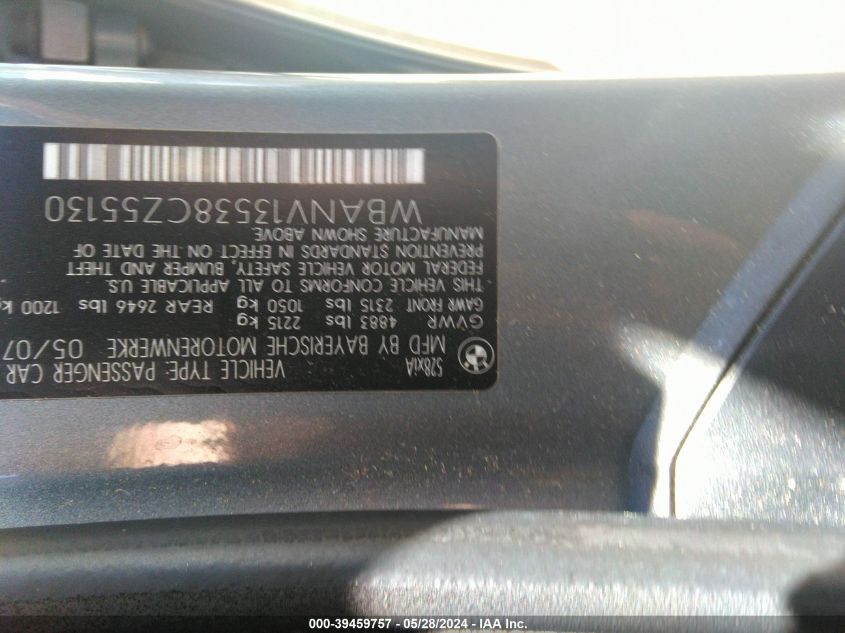 528xiA VEHICLE TYPE: PASSENGER CAR
MFD BY BAYERISCHE MOTORENWERKE 05/07
GVWR 4883 lbs 2215 kg
GAWR FRONT 2315 lbs 1050 kg REAR 2646 lbs 1200 kg
THIS VEHICLE CONFORMS TO ALL APPLICABLE U.S.
FEDERAL MOTOR VEHICLE SAFETY, BUMPER AND THEFT
PREVENTION STANDARDS IN EFFECT ON THE DATE OF
MANUFACTURE SHOWN ABOVE
WBANV13538CZ55130
000-39459757 - 05/28/2024 - IAA Inc.